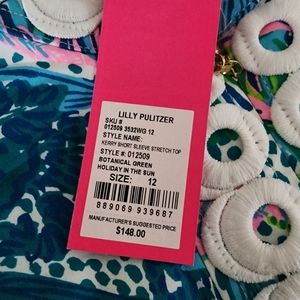 LILLY PULITZER
SKU #
012509 3532WG 12
STYLE NAME:
KERRY SHORT SLEEVE STRETCH TOP
STYLE #: 012509
BOTANICAL GREEN
HOLIDAY IN THE SUN
SIZE: 12
889069 939687
MANUFACTURER'S SUGGESTED PRICE
$148.00